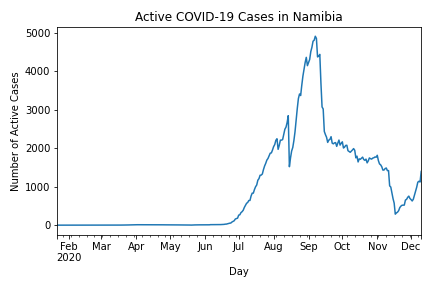 Active COVID-19 Cases in Namibia
Number of Active Cases
5000
4000
3000
2000
1000
0
Feb Mar Apr May Jun Jul Aug Sep Oct Nov Dec
2020
Day